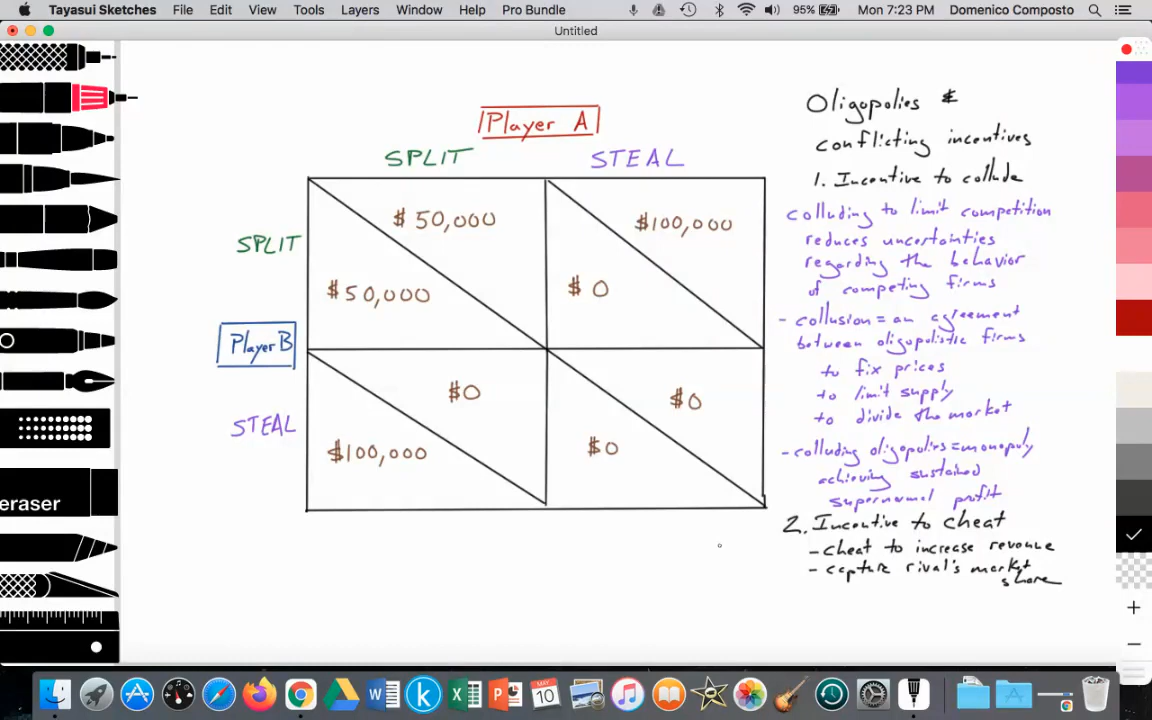 Tayasui Sketches File Edit View Tools Layers Window Help Pro Bundle 95% Mon 7:23 PM Domenico Composto
Untitled
Player A
SPLIT STEAL
SPLIT
$ 50,000
$ 50,000
$100,000
$ 0
Player B
STEAL
$0
$100,000
$0
$0
Oligopolies &
conflicting incentives
1. Incentive to collude
colluding to limit competition
reduces uncertainties
regarding the behavior
of competing firms
- collusion = an agreement
between oligopolistic firms
to fix prices
to limit supply
to divide the market
- colluding oligopolies = monopoly
achieving sustained
supernormal profit
2. Incentive to cheat
- cheat to increase revenue
- capture rival's market
share
eraser
MAY
10